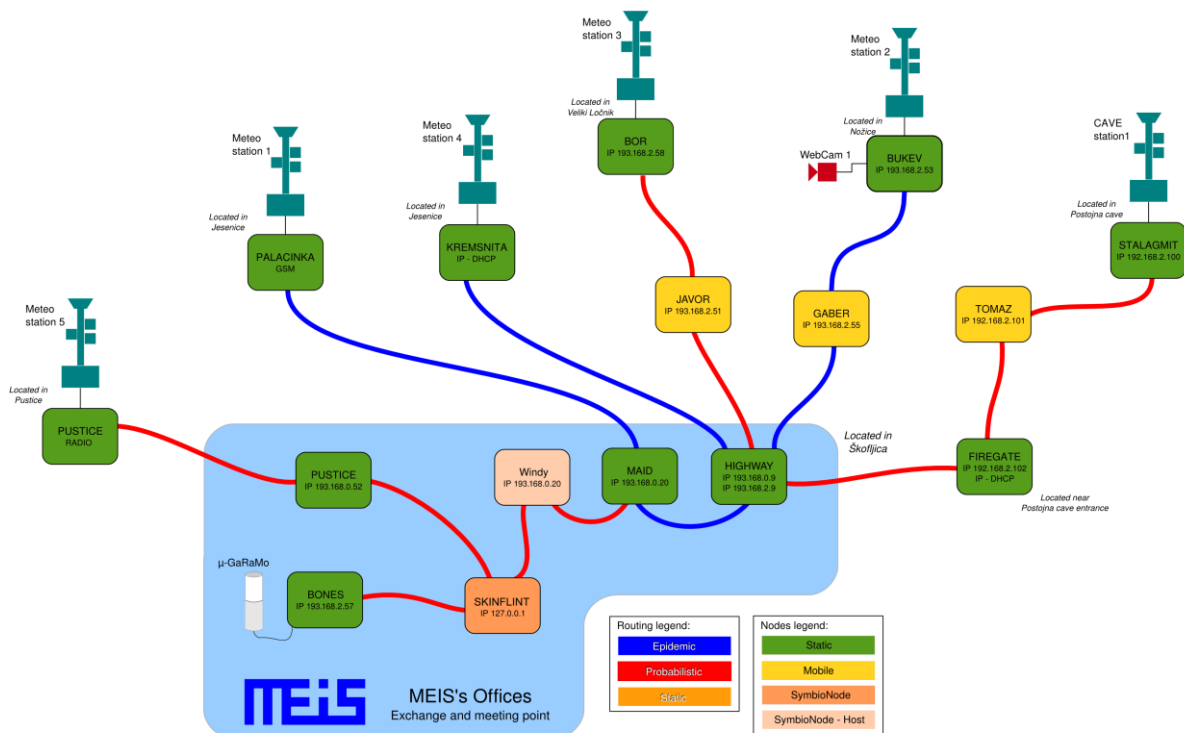 Meteo
station 3
Located in
Veliki Ločnik
BOR
IP 193.168.2.58
Meteo
station 2
Located in
Nožice
WebCam 1
BUKEV
IP 193.168.2.53
Meteo
station 1
Located in
Jesenice
PALACINKA
GSM
Meteo
station 4
Located in
Jesenice
KREMSNITA
IP - DHCP
CAVE
station1
Located in
Postojna cave
STALAGMIT
IP 192.168.2.100
JAVOR
IP 193.168.2.51
GABER
IP 193.168.2.55
TOMAZ
IP 192.168.2.101
Meteo
station 5
Located in
Pustice
PUSTICE
RADIO
PUSTICE
IP 193.168.0.52
Windy
IP 193.168.0.20
MAID
IP 193.168.0.20
HIGHWAY
IP 193.168.0.9
IP 193.168.2.9
Located in
Škofljica
FIREGATE
IP 192.168.2.102
IP - DHCP
Located near
Postojna cave entrance
µ-GaRaMo
BONES
IP 193.168.2.57
SKINFLINT
IP 127.0.0.1
MEIS
MEIS's Offices
Exchange and meeting point
Routing legend:
Epidemic
Probabilistic
Static
Nodes legend:
Static
Mobile
SymbioNode
SymbioNode - Host